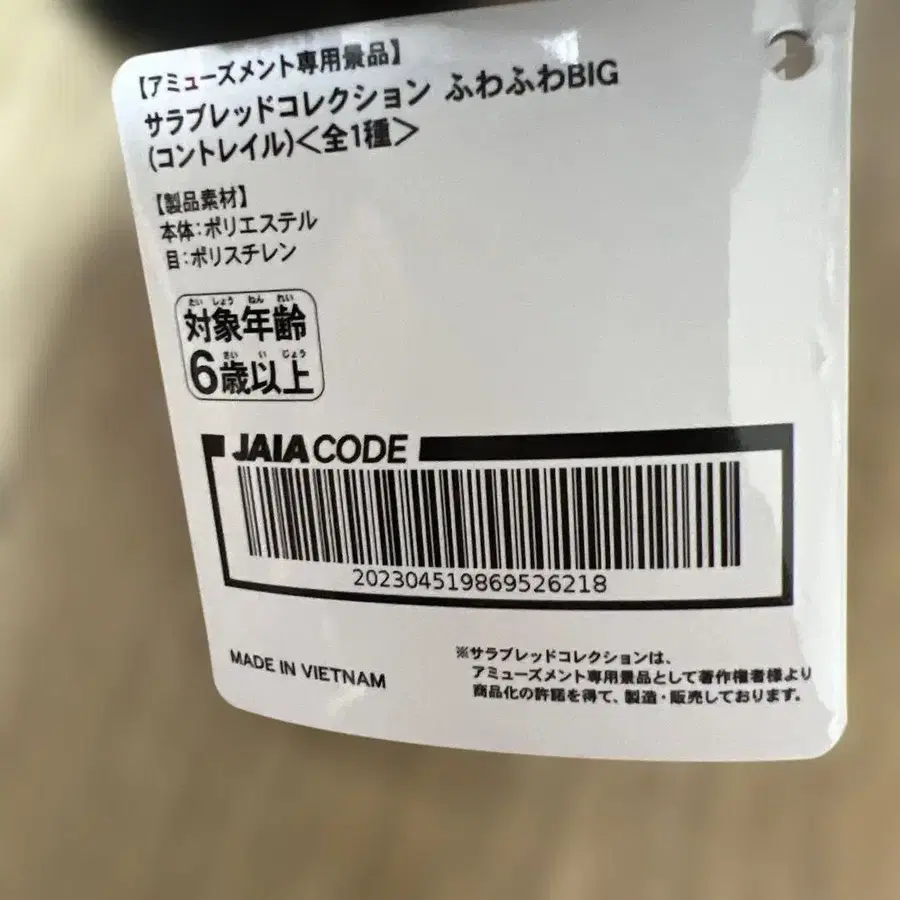 【アミューズメント専用景品】
サラブレッドコレクション ふわふわBIG
(コントレイル)<全1種>
【製品素材】
本体:ポリエステル
目:ポリスチレン
たいしょうねんれい
対象年齢
さいいじょう
6歳以上
JAIA CODE
202304519869526218
MADE IN VIETNAM
※サラブレッドコレクションは、
アミューズメント専用景品として著作権者様より
商品化の許諾を得て、製造・販売しております。